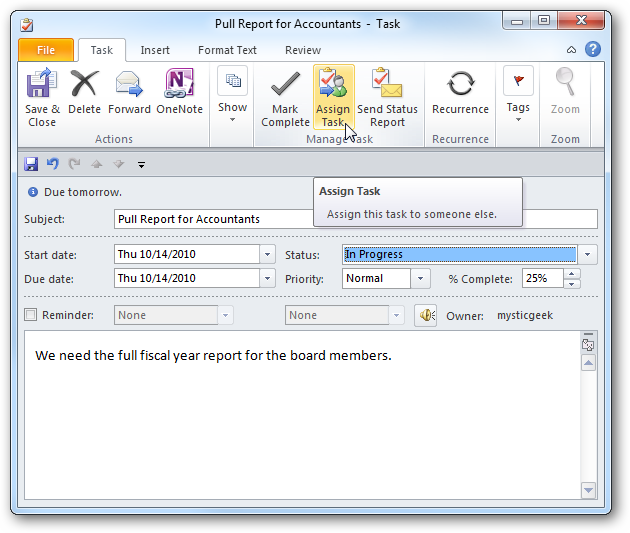 Pull Report for Accountants - Task
File Task Insert Format Text Review
Save & Close Delete Forward OneNote Show Mark Complete Assign Task Send Status Report Recurrence Tags Zoom
Actions Manage Task Recurrence Zoom
Due tomorrow.
Assign Task
Assign this task to someone else.
Subject: Pull Report for Accountants
Start date: Thu 10/14/2010 Status: In Progress
Due date: Thu 10/14/2010 Priority: Normal % Complete: 25%
Reminder: None None Owner: mysticgeek
We need the full fiscal year report for the board members.